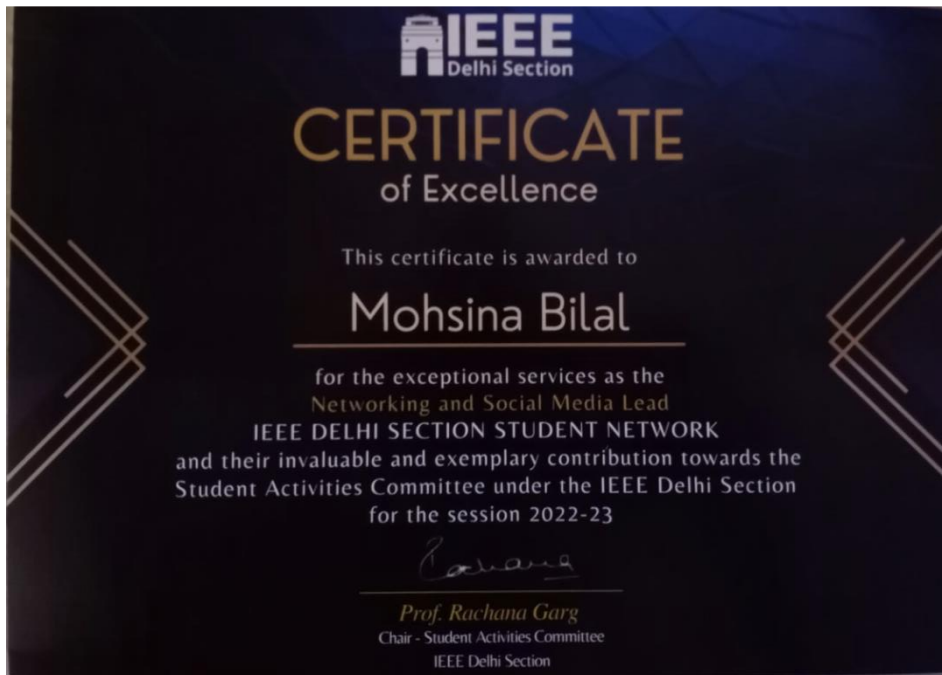 IEEE
Delhi Section
CERTIFICATE
of Excellence
This certificate is awarded to
Mohsina Bilal
for the exceptional services as the
Networking and Social Media Lead
IEEE DELHI SECTION STUDENT NETWORK
and their invaluable and exemplary contribution towards the
Student Activities Committee under the IEEE Delhi Section
for the session 2022-23
Rachana
Prof. Rachana Garg
Chair - Student Activities Committee
IEEE Delhi Section